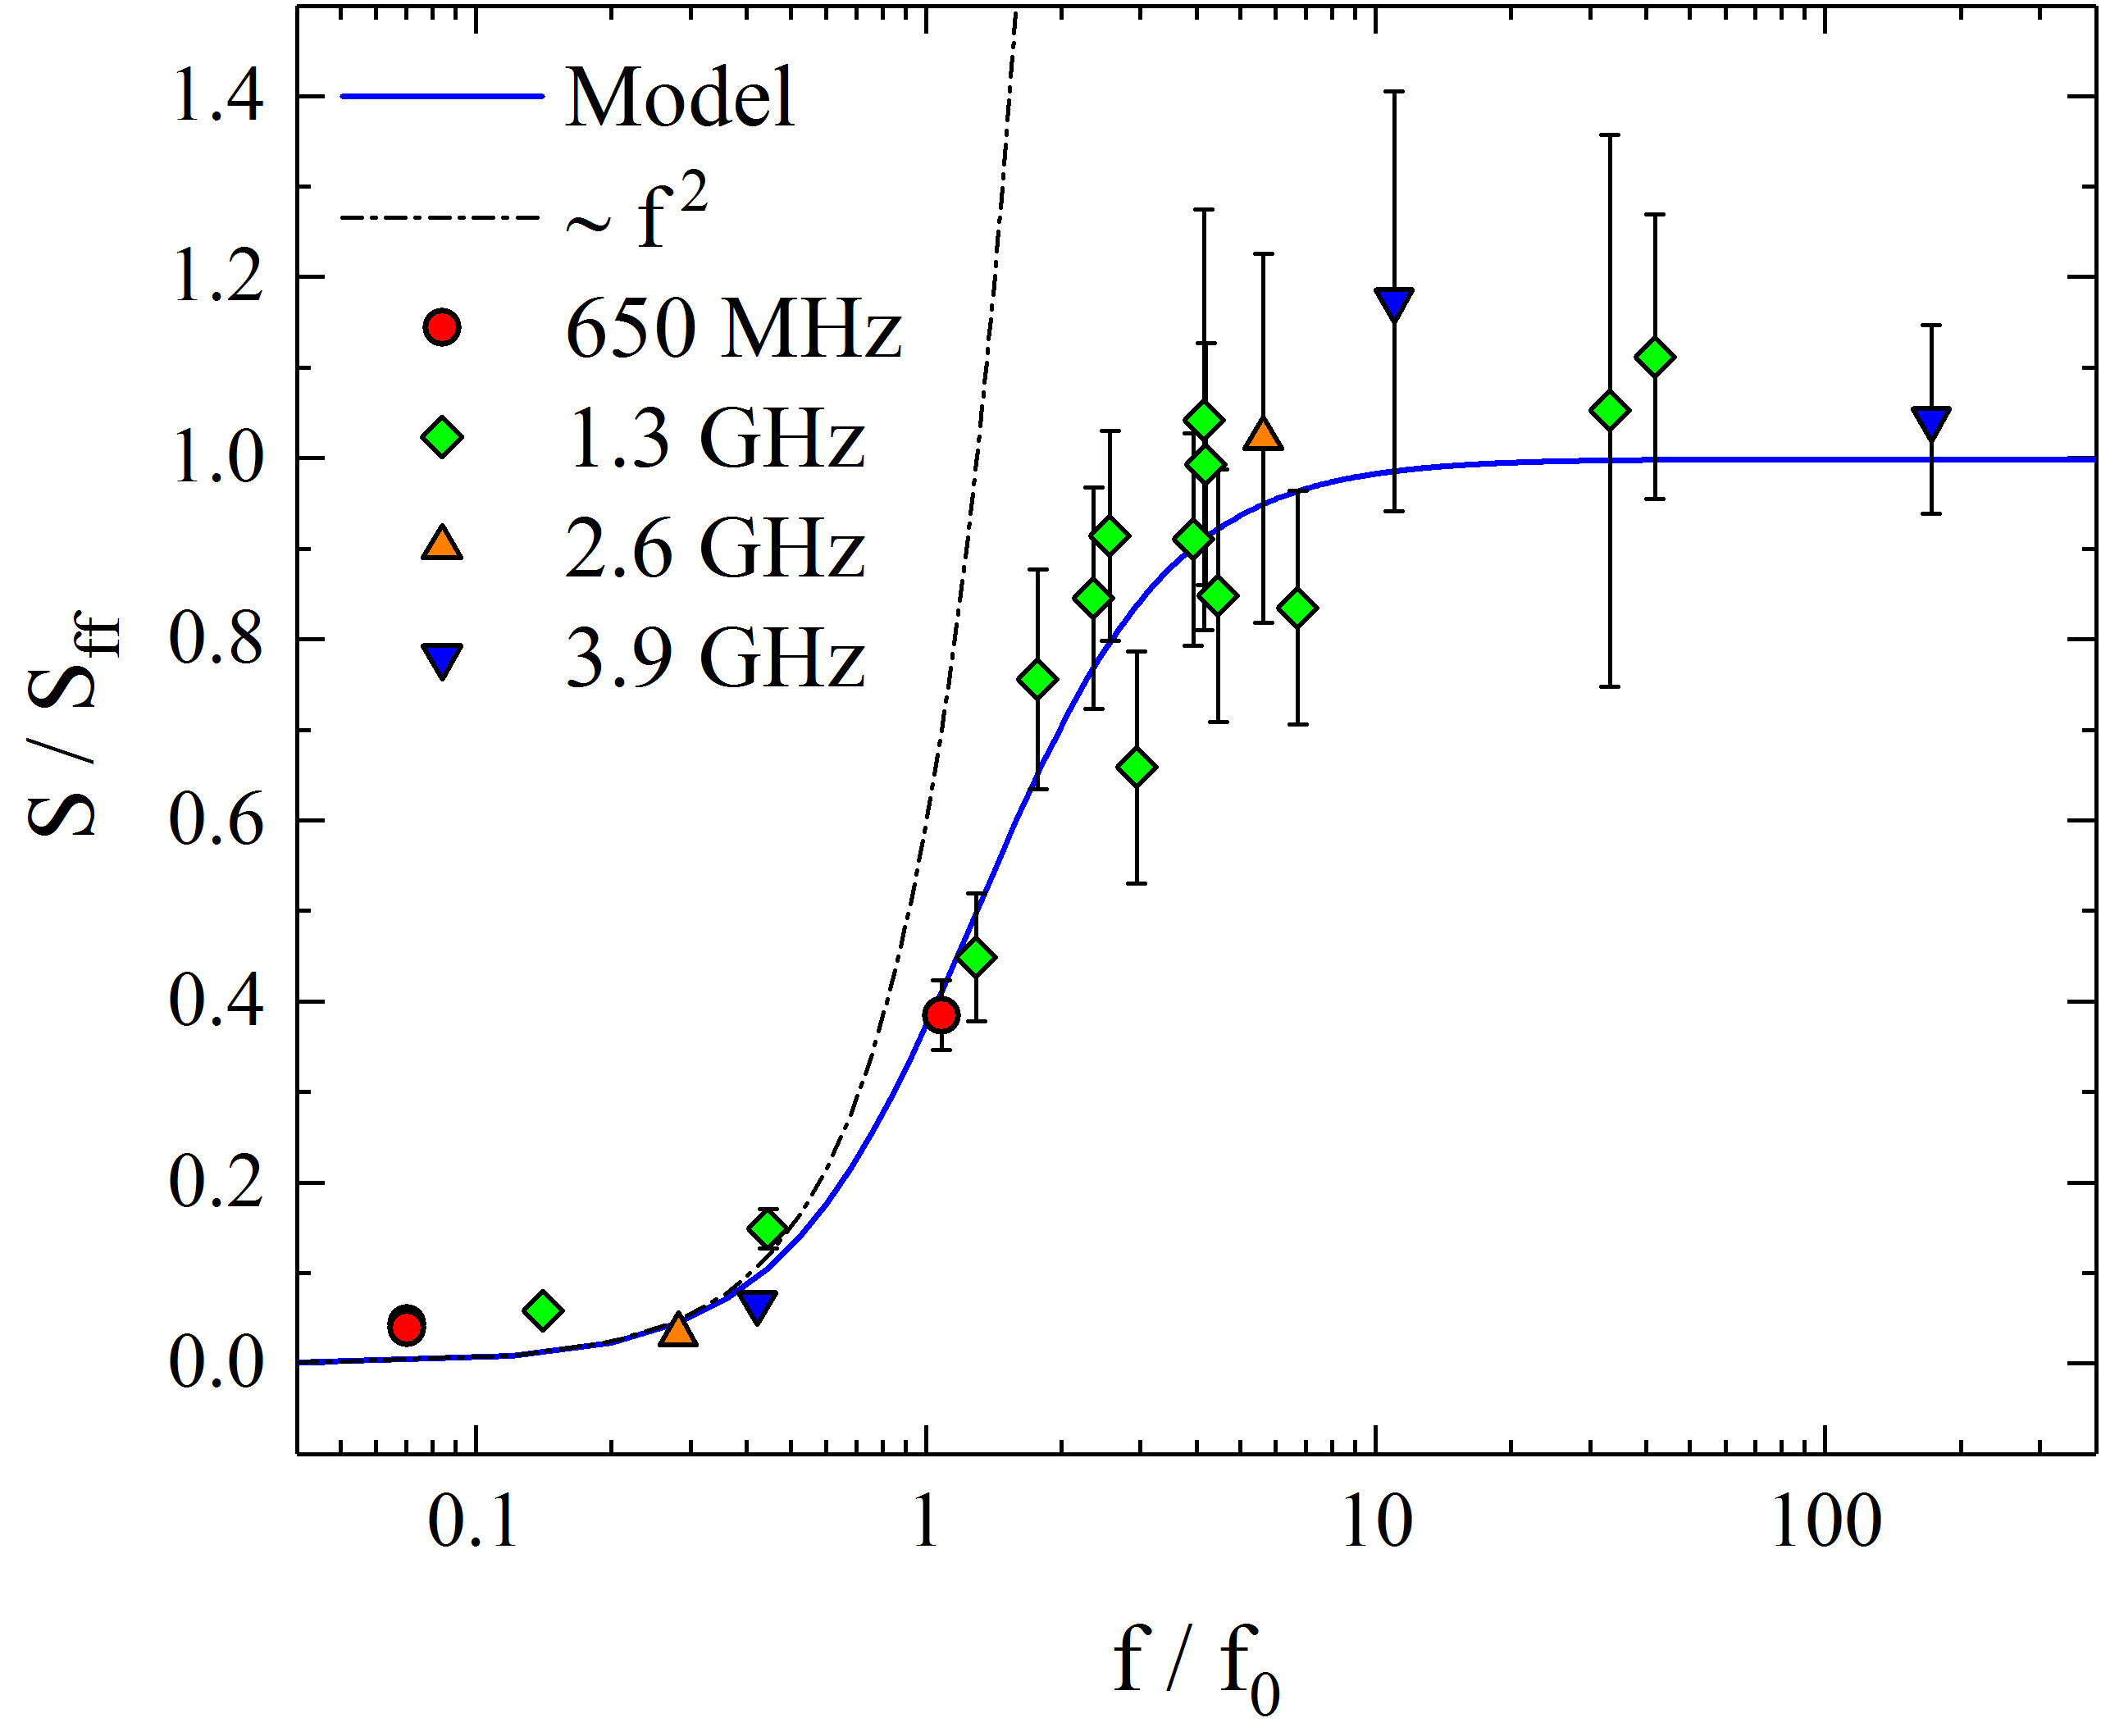 Model
~ f²
650 MHz
1.3 GHz
2.6 GHz
3.9 GHz
1.4
1.2
1.0
0.8
0.6
0.4
0.2
0.0
S / Sff
0.1 1 10 100
f / f₀